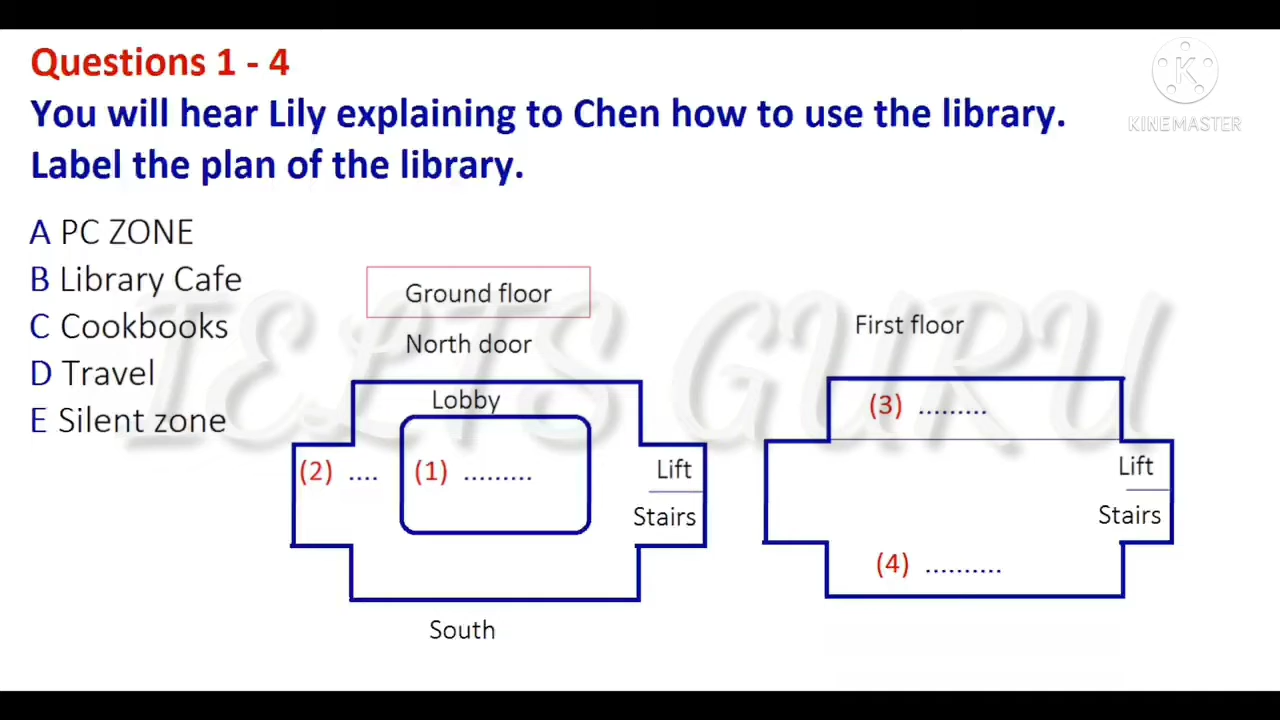 Questions 1 - 4
You will hear Lily explaining to Chen how to use the library.
Label the plan of the library.
KINEMASTER
A PC ZONE
B Library Cafe
C Cookbooks
D Travel
E Silent zone
IELTS GURU
Ground floor
North door
Lobby
(2) ....
(1) .........
Lift
Stairs
South
First floor
(3) .........
Lift
Stairs
(4) ..........